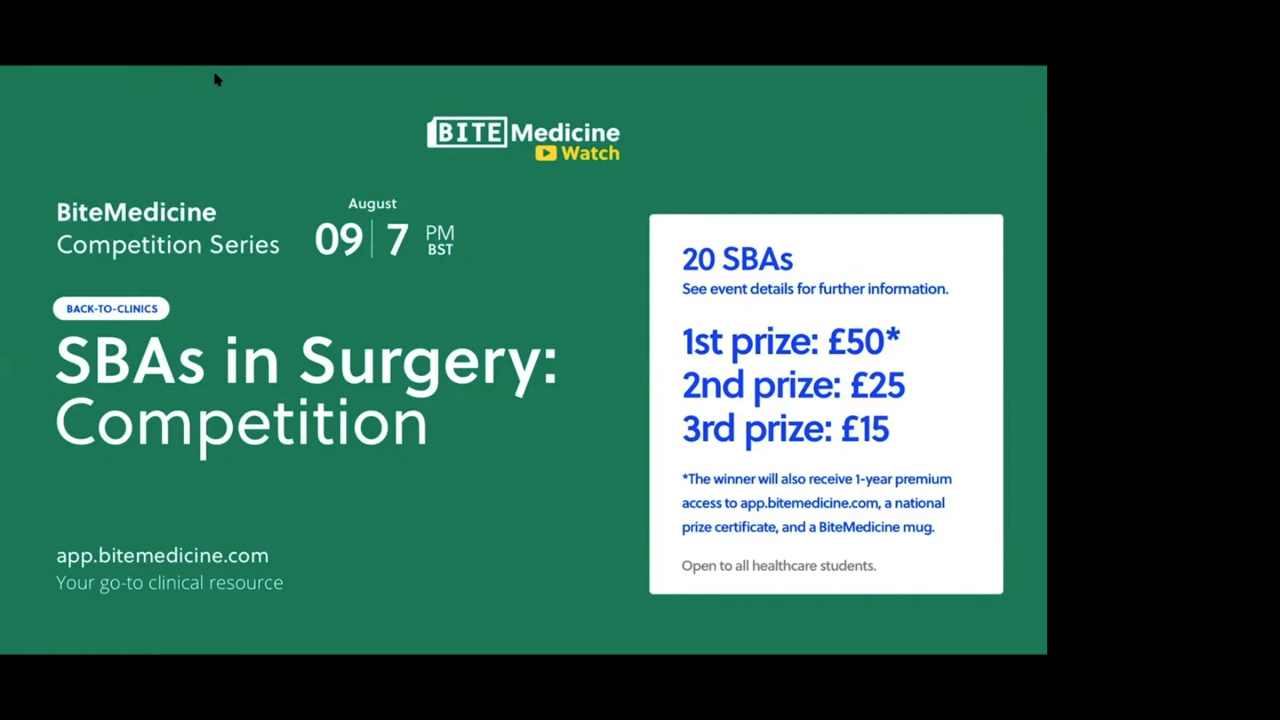 BITE Medicine
Watch
BiteMedicine
Competition Series
August
09 7 PM
BST
BACK-TO-CLINICS
SBAs in Surgery:
Competition
app.bitemedicine.com
Your go-to clinical resource
20 SBAs
See event details for further information.
1st prize: £50*
2nd prize: £25
3rd prize: £15
*The winner will also receive 1-year premium
access to app.bitemedicine.com, a national
prize certificate, and a BiteMedicine mug.
Open to all healthcare students.